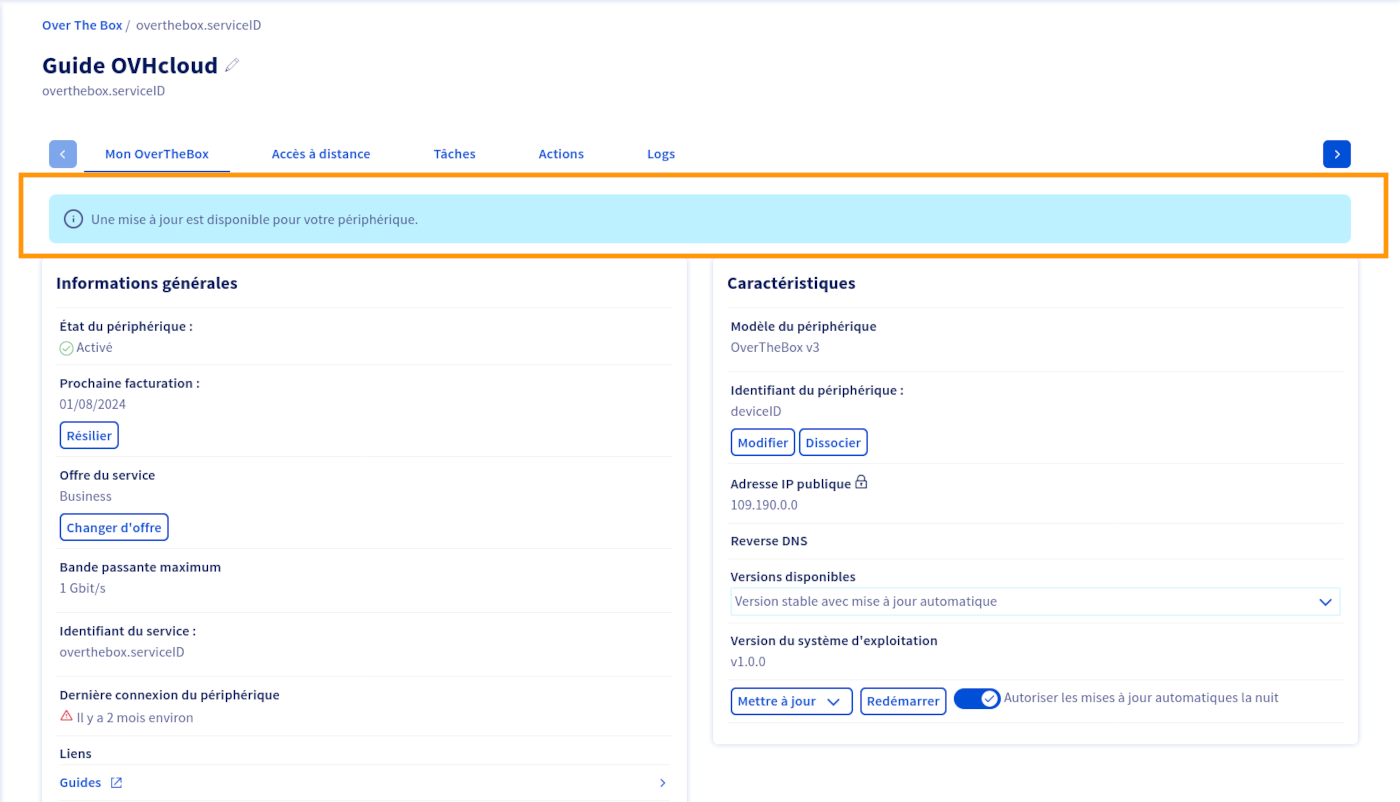 Over The Box / overthebox.serviceID
Guide OVHcloud
overthebox.serviceID
Mon OverTheBox Accès à distance Tâches Actions Logs
Une mise à jour est disponible pour votre périphérique.
Informations générales
État du périphérique :
Activé
Prochaine facturation :
01/08/2024
Résilier
Offre du service
Business
Changer d'offre
Bande passante maximum
1 Gbit/s
Identifiant du service :
overthebox.serviceID
Dernière connexion du périphérique
Il y a 2 mois environ
Liens
Guides
Caractéristiques
Modèle du périphérique
OverTheBox v3
Identifiant du périphérique :
deviceID
Modifier Dissocier
Adresse IP publique
109.190.0.0
Reverse DNS
Versions disponibles
Version stable avec mise à jour automatique
Version du système d'exploitation
v1.0.0
Mettre à jour Redémarrer Autoriser les mises à jour automatiques la nuit